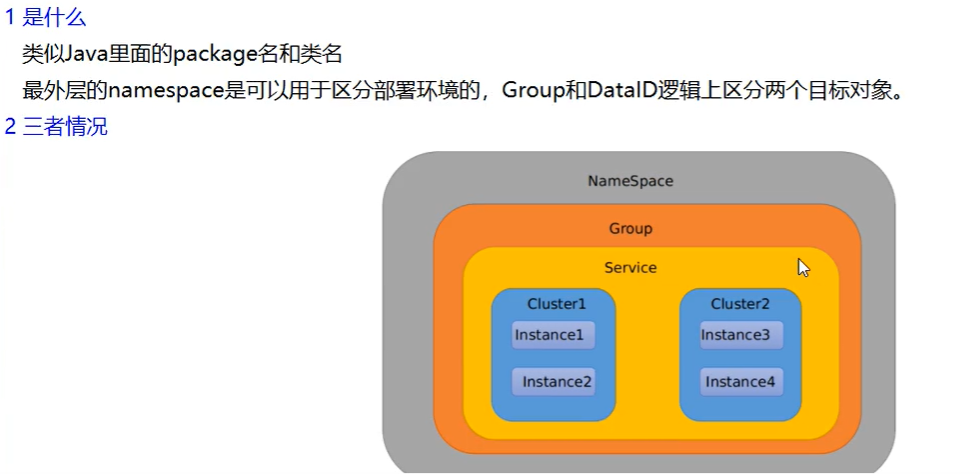 1 是什么
类似Java里面的package名和类名
最外层的namespace是可以用于区分部署环境的，Group和DataID逻辑上区分两个目标对象。
2 三者情况
NameSpace
Group
Service
Cluster1 Cluster2
Instance1 Instance3
Instance2 Instance4